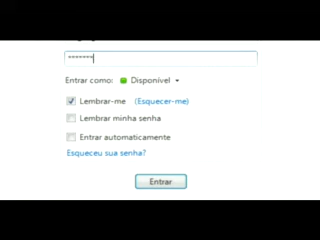 *******
Entrar como: Disponível
Lembrar-me (Esquecer-me)
Lembrar minha senha
Entrar automaticamente
Esqueceu sua senha?
Entrar